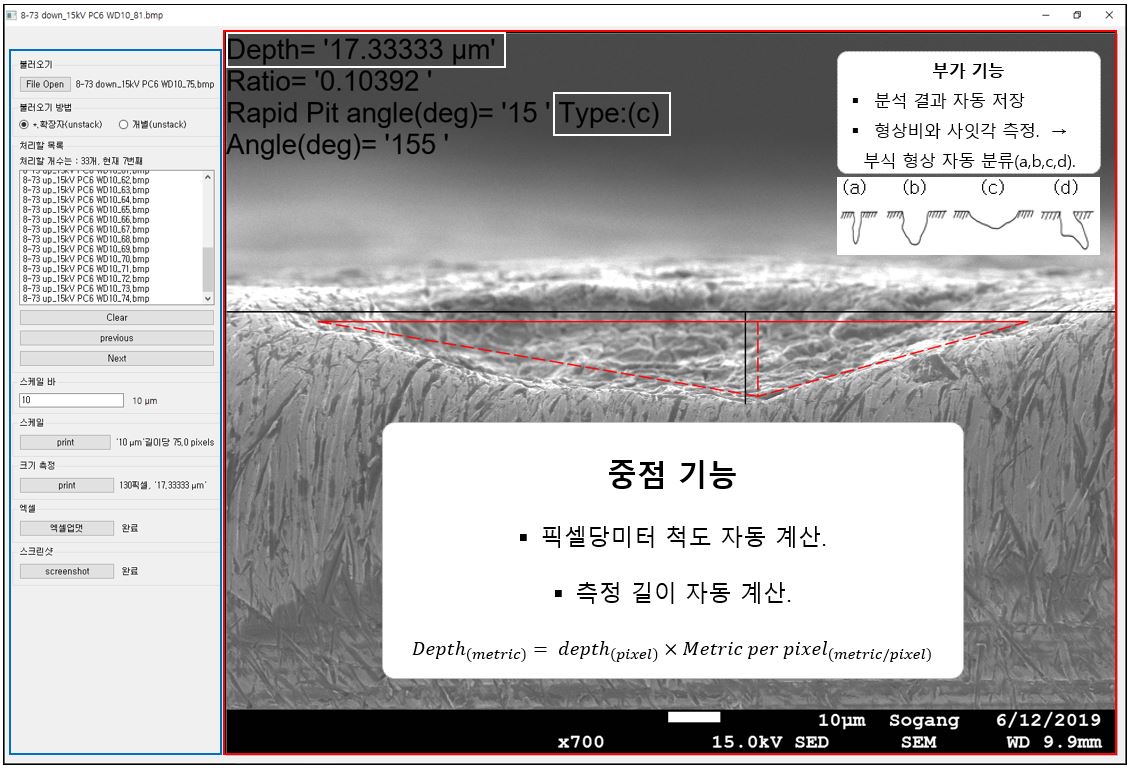 8-73 down_15kV PC6 WD10_81.bmp
불러오기
File Open 8-73 down_15kV PC6 WD10_75.bmp
불러오기 방법
*.확장자(unstack) 개별(unstack)
처리할 목록
처리할 개수는 : 33개, 현재 7번째
8-73 up_15kV PC6 WD10_61.bmp
8-73 up_15kV PC6 WD10_62.bmp
8-73 up_15kV PC6 WD10_63.bmp
8-73 up_15kV PC6 WD10_64.bmp
8-73 up_15kV PC6 WD10_65.bmp
8-73 up_15kV PC6 WD10_66.bmp
8-73 up_15kV PC6 WD10_67.bmp
8-73 up_15kV PC6 WD10_68.bmp
8-73 up_15kV PC6 WD10_69.bmp
8-73 up_15kV PC6 WD10_70.bmp
8-73 up_15kV PC6 WD10_71.bmp
8-73 up_15kV PC6 WD10_72.bmp
8-73 up_15kV PC6 WD10_73.bmp
8-73 up_15kV PC6 WD10_74.bmp
Clear
previous
Next
스케일 바
10 10 μm
스케일
print '10 μm'길이당 75.0 pixels
크기 측정
print 130픽셀, '17.33333 μm'
엑셀
엑셀업뎃 완료
스크린샷
screenshot 완료
Depth= '17.33333 μm'
Ratio= '0.10392 '
Rapid Pit angle(deg)= '15 ' Type:(c)
Angle(deg)= '155 '
부가 기능
▪ 분석 결과 자동 저장
▪ 형상비와 사잇각 측정. →
부식 형상 자동 분류(a,b,c,d).
(a) (b) (c) (d)
중점 기능
▪ 픽셀당미터 척도 자동 계산.
▪ 측정 길이 자동 계산.
Depth(metric) = depth(pixel) × Metric per pixel(metric/pixel)
10μm Sogang 6/12/2019
x700 15.0kV SED SEM WD 9.9mm